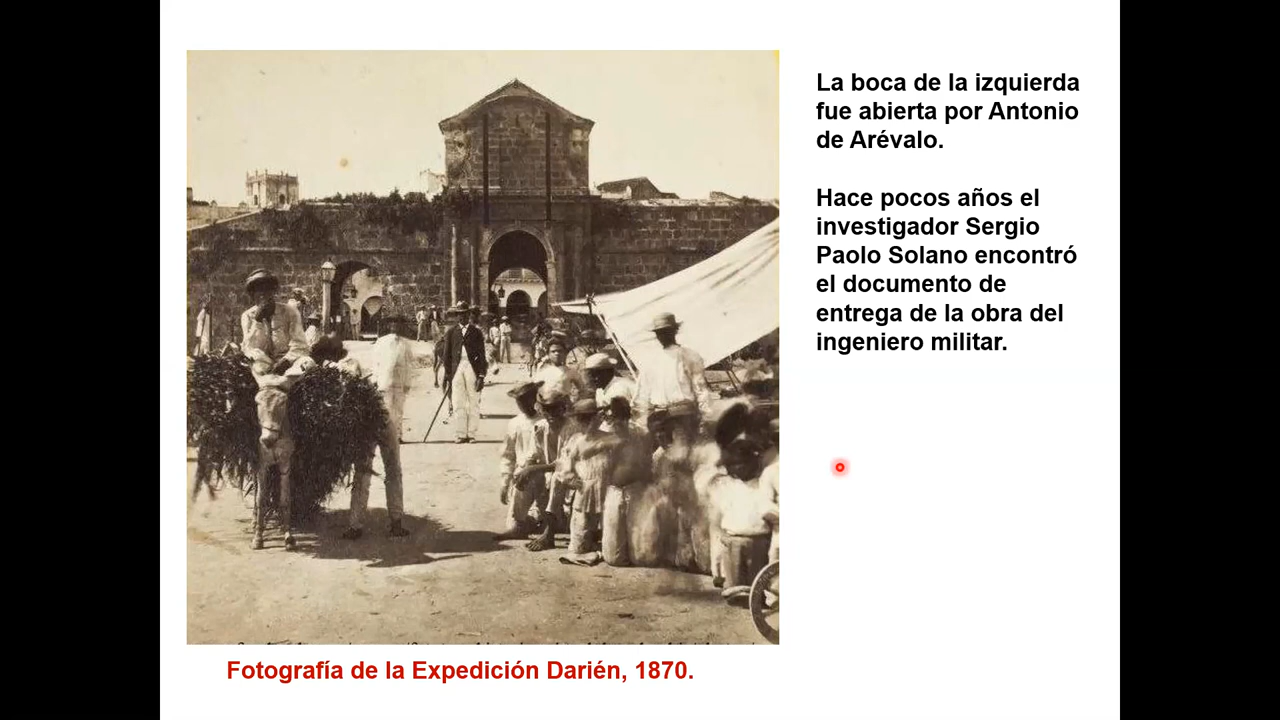 La boca de la izquierda
fue abierta por Antonio
de Arévalo.
Hace pocos años el
investigador Sergio
Paolo Solano encontró
el documento de
entrega de la obra del
ingeniero militar.
Fotografía de la Expedición Darién, 1870.